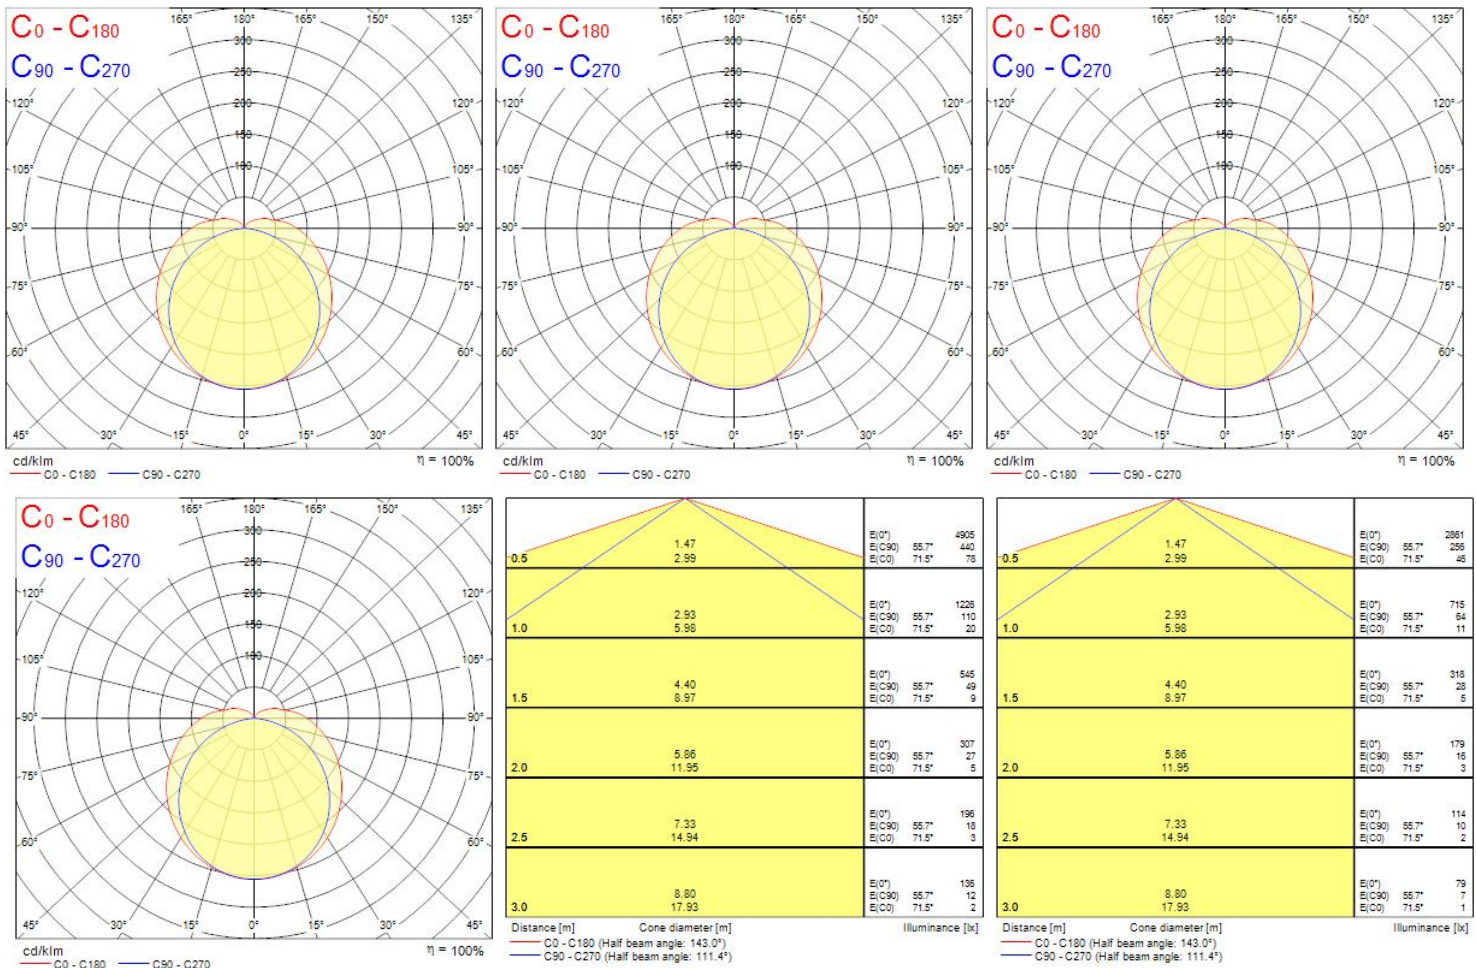 C0 - C180
C90 - C270
165° 180° 165° 150° 135°
300
250
120° 200 120°
150
105° 100 105°
90° 90°
75° 75°
60° 60°
45° 30° 15° 0° 15° 30° 45°
cd/klm η = 100%
C0 - C180 C90 - C270
C0 - C180
C90 - C270
165° 180° 165° 150° 135°
300
250
120° 200 120°
150
105° 100 105°
90° 90°
75° 75°
60° 60°
45° 30° 15° 0° 15° 30° 45°
cd/klm η = 100%
C0 - C180 C90 - C270
C0 - C180
C90 - C270
165° 180° 165° 150° 135°
300
250
120° 200 120°
150
105° 100 105°
90° 90°
75° 75°
60° 60°
45° 30° 15° 0° 15° 30° 45°
cd/klm η = 100%
C0 - C180 C90 - C270
C0 - C180
C90 - C270
165° 180° 165° 150° 135°
300
250
120° 200 120°
150
105° 100 105°
90° 90°
75° 75°
60° 60°
45° 30° 15° 0° 15° 30° 45°
cd/klm η = 100%
C0 - C180 C90 - C270
E(0°) 4905
1.47 E(C90) 55.7° 440
0.5 2.99 E(C0) 71.5° 78
E(0°) 1226
2.93 E(C90) 55.7° 110
1.0 5.98 E(C0) 71.5° 20
E(0°) 545
4.40 E(C90) 55.7° 49
1.5 8.97 E(C0) 71.5° 9
E(0°) 307
5.86 E(C90) 55.7° 27
2.0 11.95 E(C0) 71.5° 5
E(0°) 196
7.33 E(C90) 55.7° 18
2.5 14.94 E(C0) 71.5° 3
E(0°) 136
8.80 E(C90) 55.7° 12
3.0 17.93 E(C0) 71.5° 2
Distance [m] Cone diameter [m] Illuminance [lx]
C0 - C180 (Half beam angle: 143.0°)
C90 - C270 (Half beam angle: 111.4°)
E(0°) 2861
1.47 E(C90) 55.7° 256
0.5 2.99 E(C0) 71.5° 46
E(0°) 715
2.93 E(C90) 55.7° 64
1.0 5.98 E(C0) 71.5° 11
E(0°) 318
4.40 E(C90) 55.7° 28
1.5 8.97 E(C0) 71.5° 5
E(0°) 179
5.86 E(C90) 55.7° 16
2.0 11.95 E(C0) 71.5° 3
E(0°) 114
7.33 E(C90) 55.7° 10
2.5 14.94 E(C0) 71.5° 2
E(0°) 79
8.80 E(C90) 55.7° 7
3.0 17.93 E(C0) 71.5° 1
Distance [m] Cone diameter [m] Illuminance [lx]
C0 - C180 (Half beam angle: 143.0°)
C90 - C270 (Half beam angle: 111.4°)